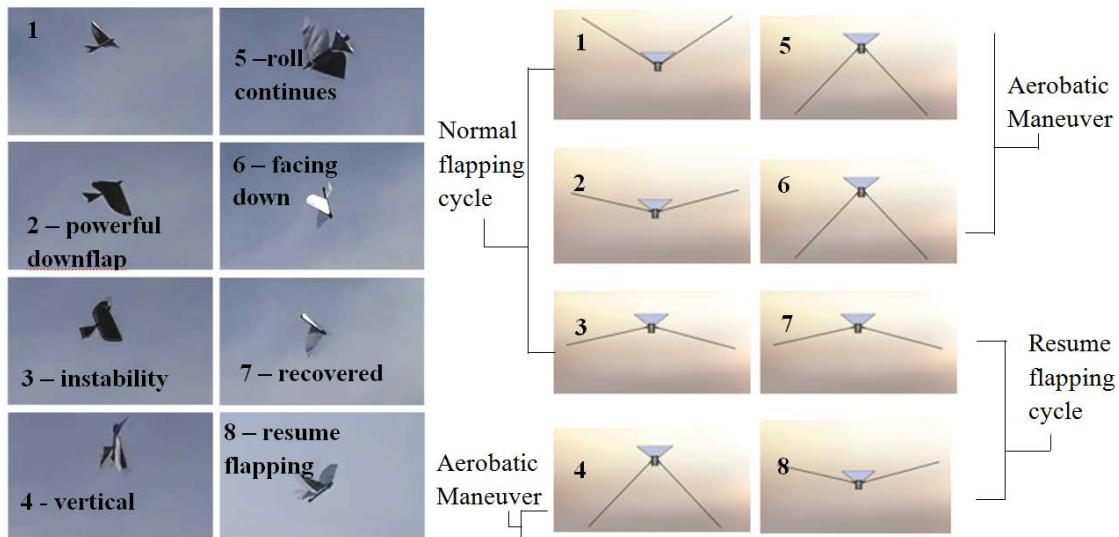 1
2 – powerful
downflap
3 – instability
4 - vertical
5 –roll
continues
6 – facing
down
7 – recovered
8 – resume
flapping
Normal
flapping
cycle
Aerobatic
Maneuver
1
2
3
4
5
6
7
8
Aerobatic
Maneuver
Resume
flapping
cycle